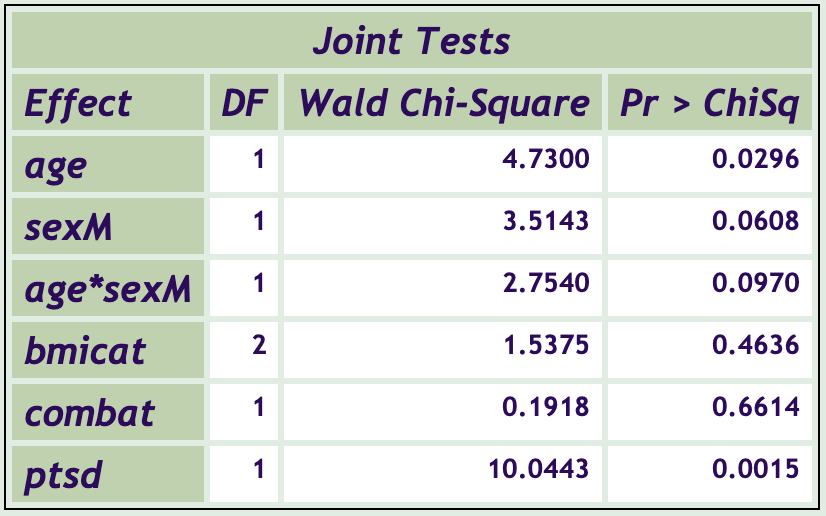 Joint Tests
Effect DF Wald Chi-Square Pr > ChiSq
age 1 4.7300 0.0296
sexM 1 3.5143 0.0608
age*sexM 1 2.7540 0.0970
bmicat 2 1.5375 0.4636
combat 1 0.1918 0.6614
ptsd 1 10.0443 0.0015